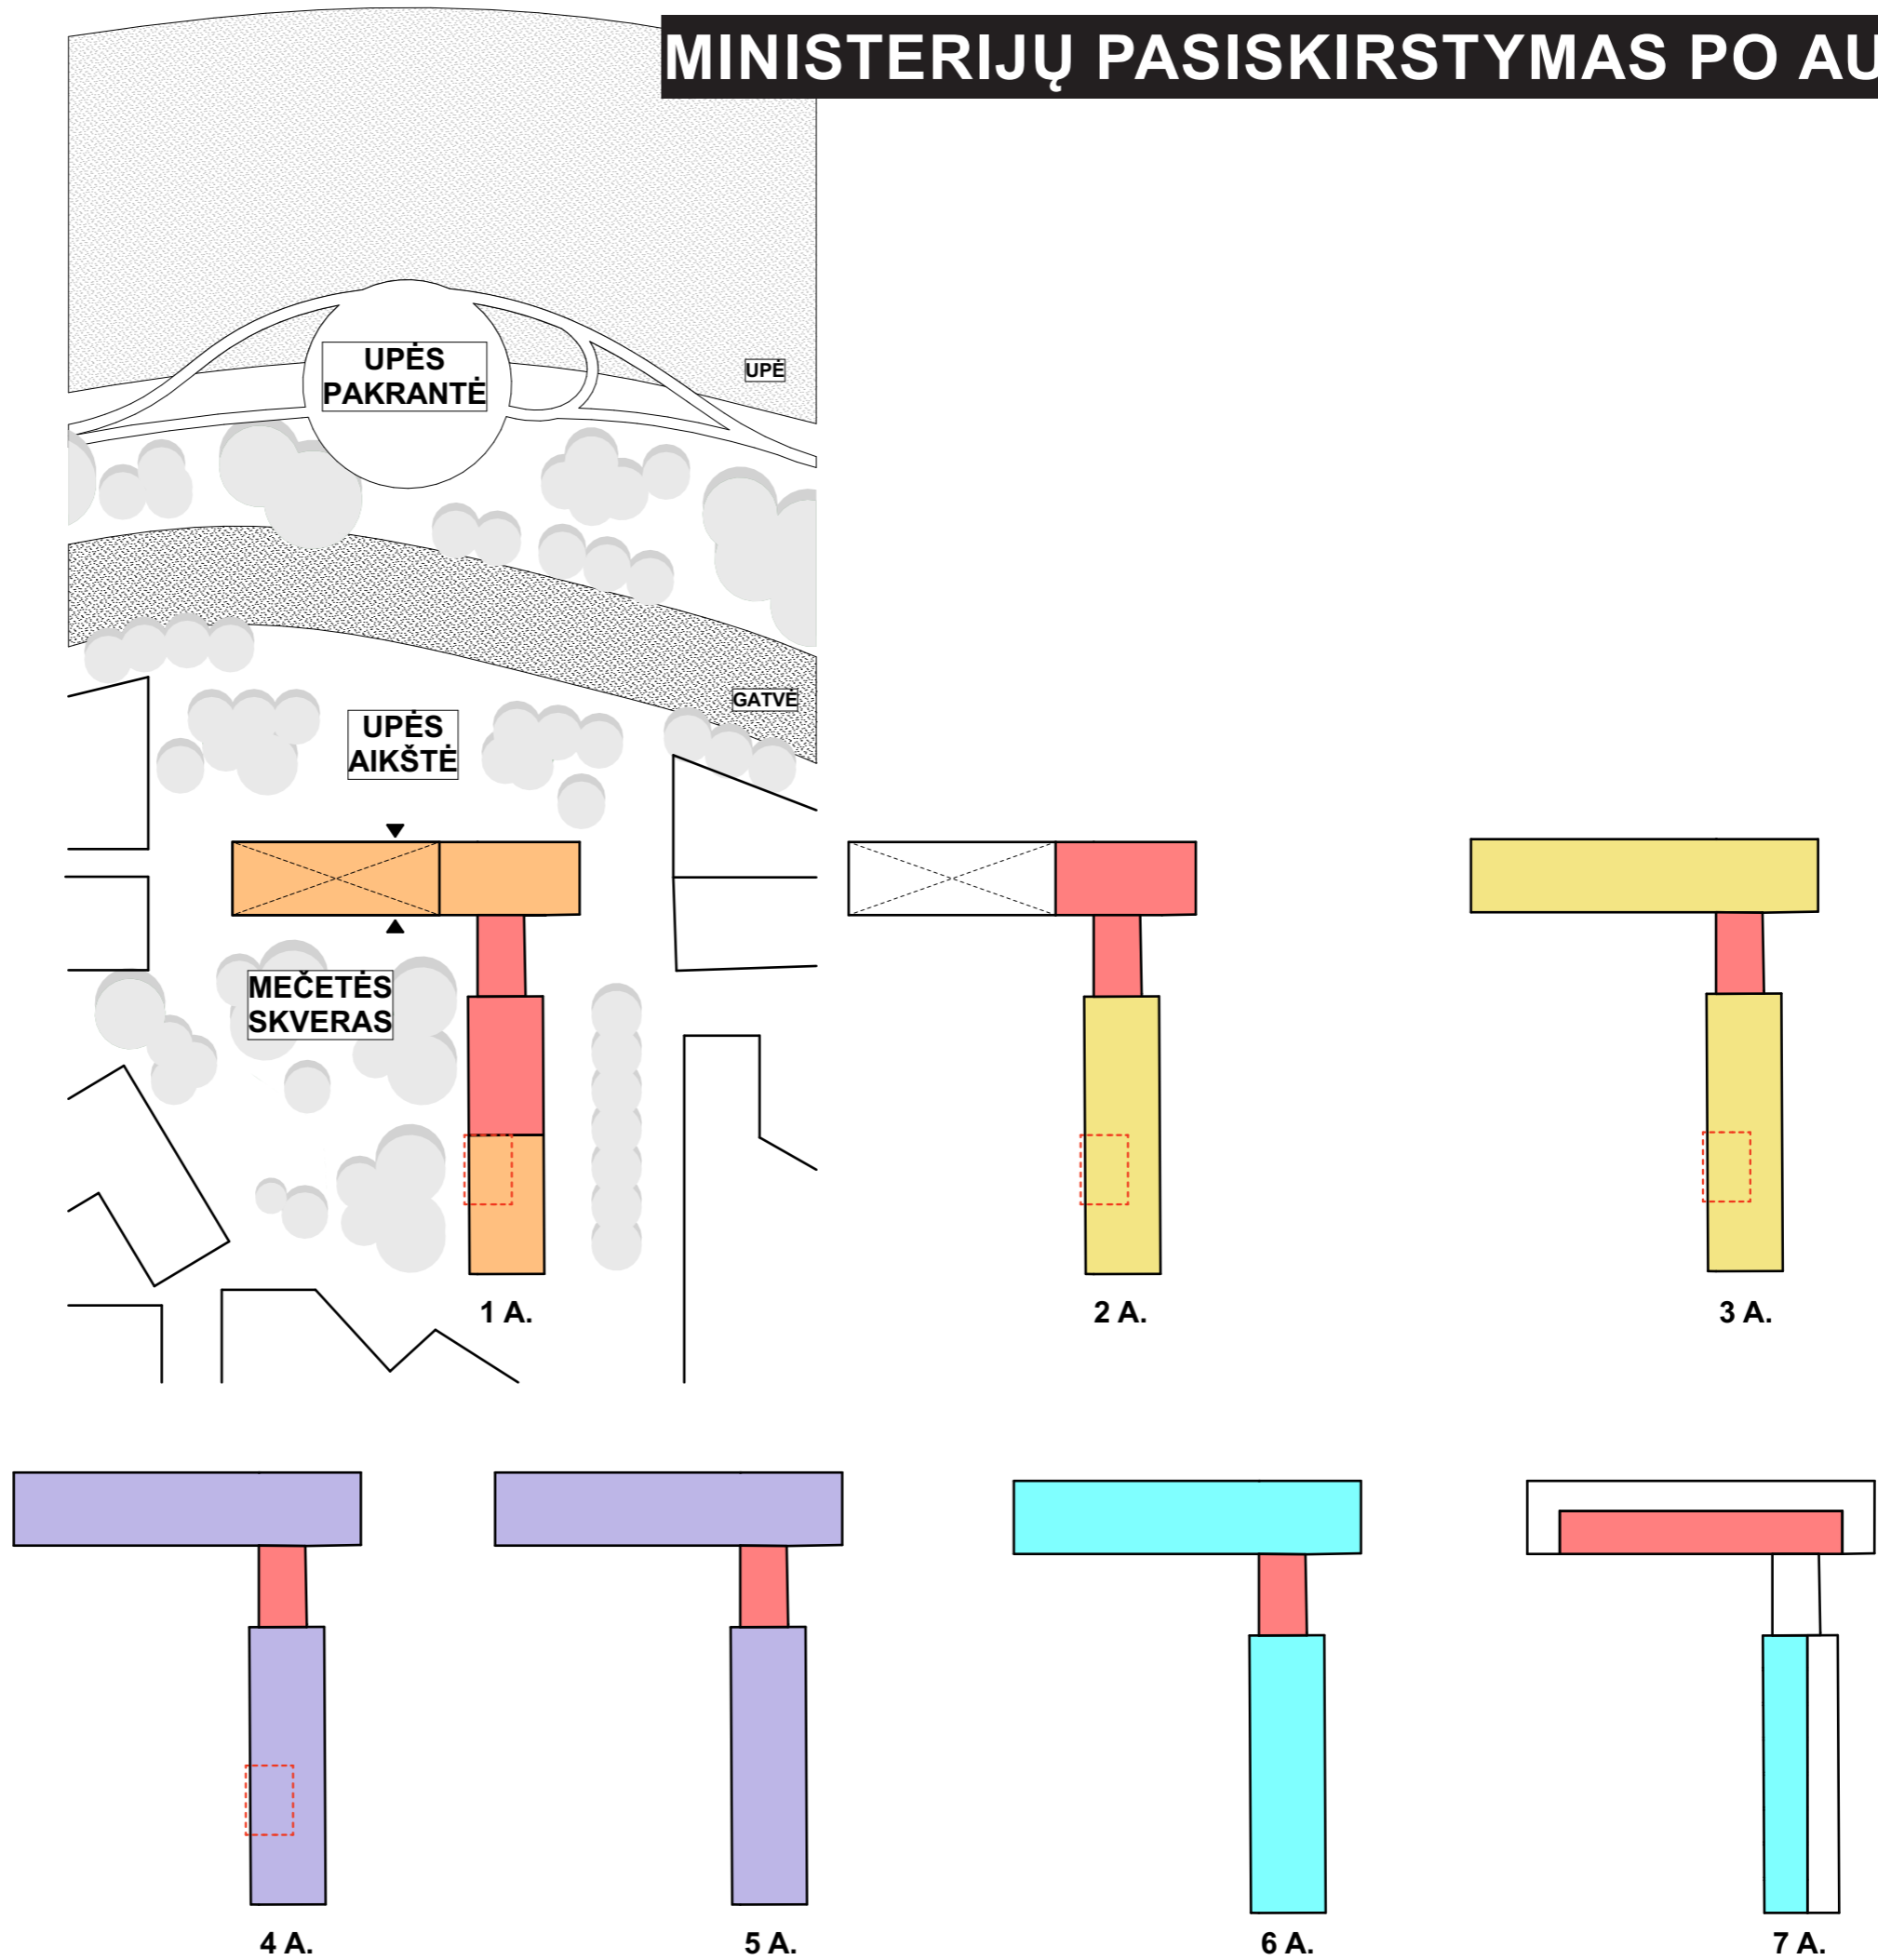 MINISTERIJŲ PASISKIRSTYMAS PO AU
UPĖS
PAKRANTĖ
UPĖ
GATVĖ
UPĖS
AIKŠTĖ
MEČETĖS
SKVERAS
1 A.
2 A.
3 A.
4 A.
5 A.
6 A.
7 A.